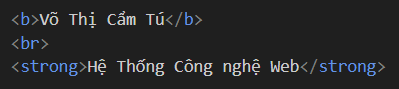 <b>Võ Thị Cẩm Tú</b>
<br>
<strong>Hệ Thống Công nghệ Web</strong>